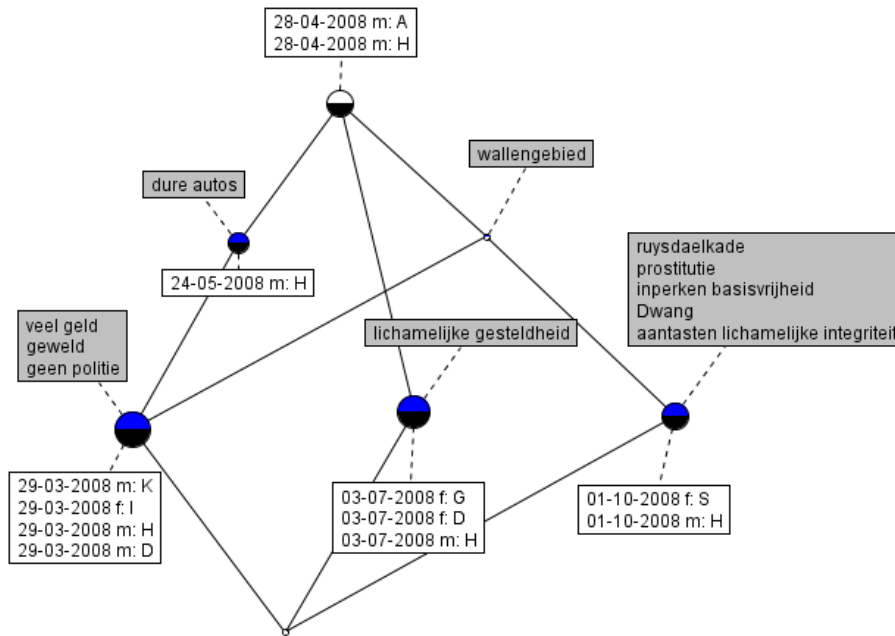 28-04-2008 m: A
28-04-2008 m: H
wallengebied
dure autos
24-05-2008 m: H
ruysdaelkade
prostitutie
inperken basisvrijheid
Dwang
aantasten lichamelijke integriteit
veel geld
geweld
geen politie
lichamelijke gesteldheid
29-03-2008 m: K
29-03-2008 f: I
29-03-2008 m: H
29-03-2008 m: D
03-07-2008 f: G
03-07-2008 f: D
03-07-2008 m: H
01-10-2008 f: S
01-10-2008 m: H